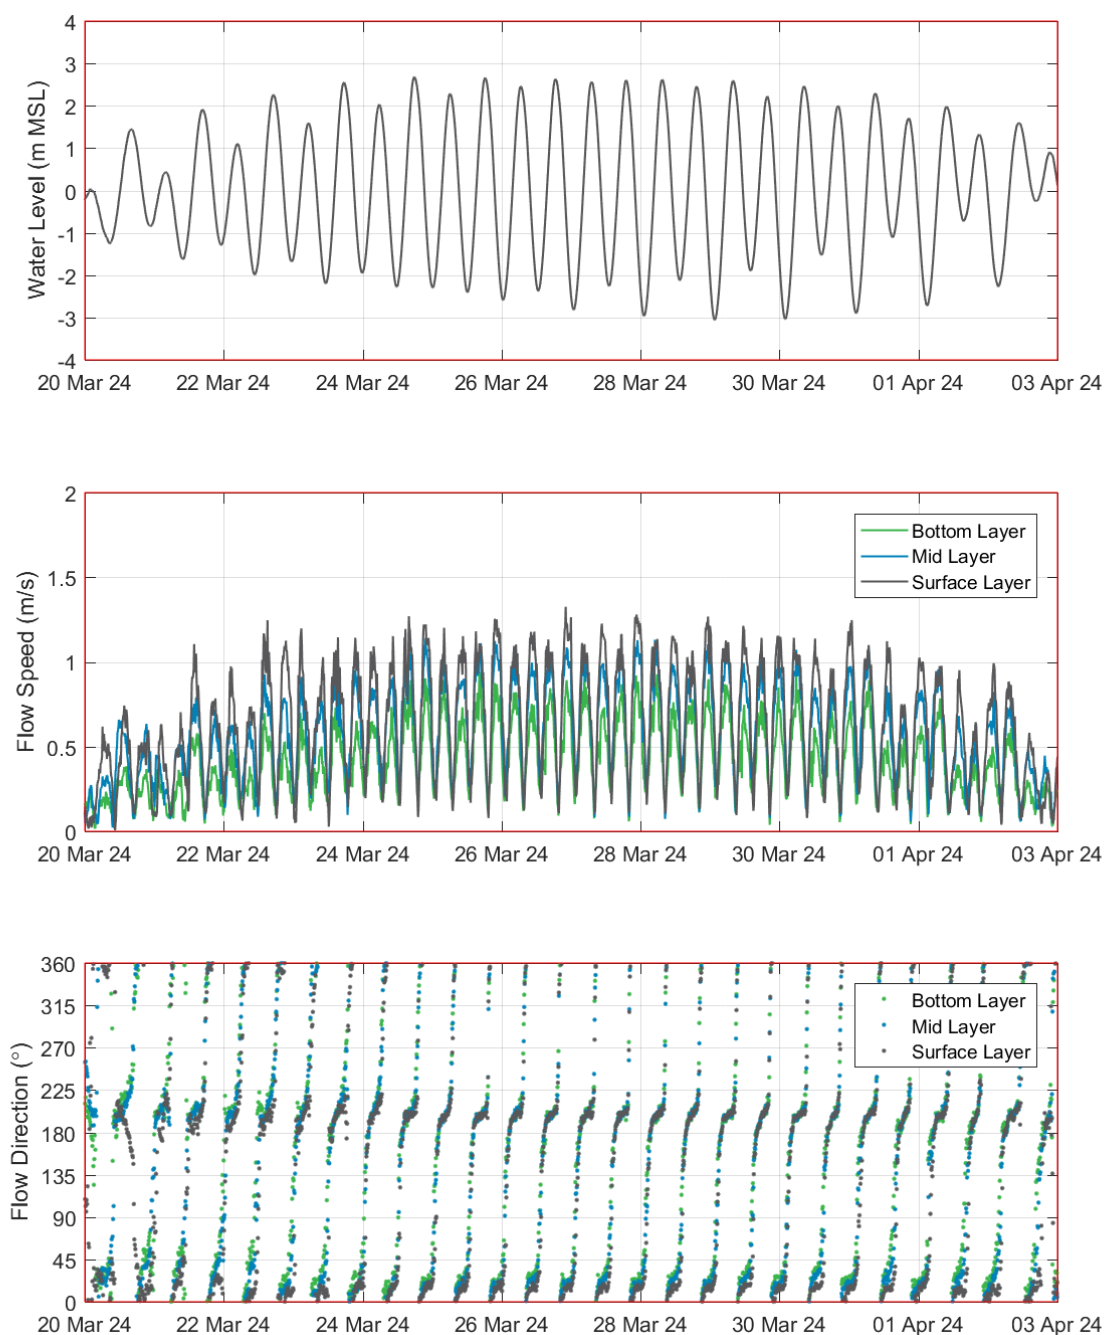 4
3
2
1
0
-1
-2
-3
-4
Water Level (m MSL)
20 Mar 24 22 Mar 24 24 Mar 24 26 Mar 24 28 Mar 24 30 Mar 24 01 Apr 24 03 Apr 24
2
1.5
1
0.5
0
Flow Speed (m/s)
Bottom Layer
Mid Layer
Surface Layer
20 Mar 24 22 Mar 24 24 Mar 24 26 Mar 24 28 Mar 24 30 Mar 24 01 Apr 24 03 Apr 24
360
315
270
225
180
135
90
45
0
Flow Direction (°)
Bottom Layer
Mid Layer
Surface Layer
20 Mar 24 22 Mar 24 24 Mar 24 26 Mar 24 28 Mar 24 30 Mar 24 01 Apr 24 03 Apr 24